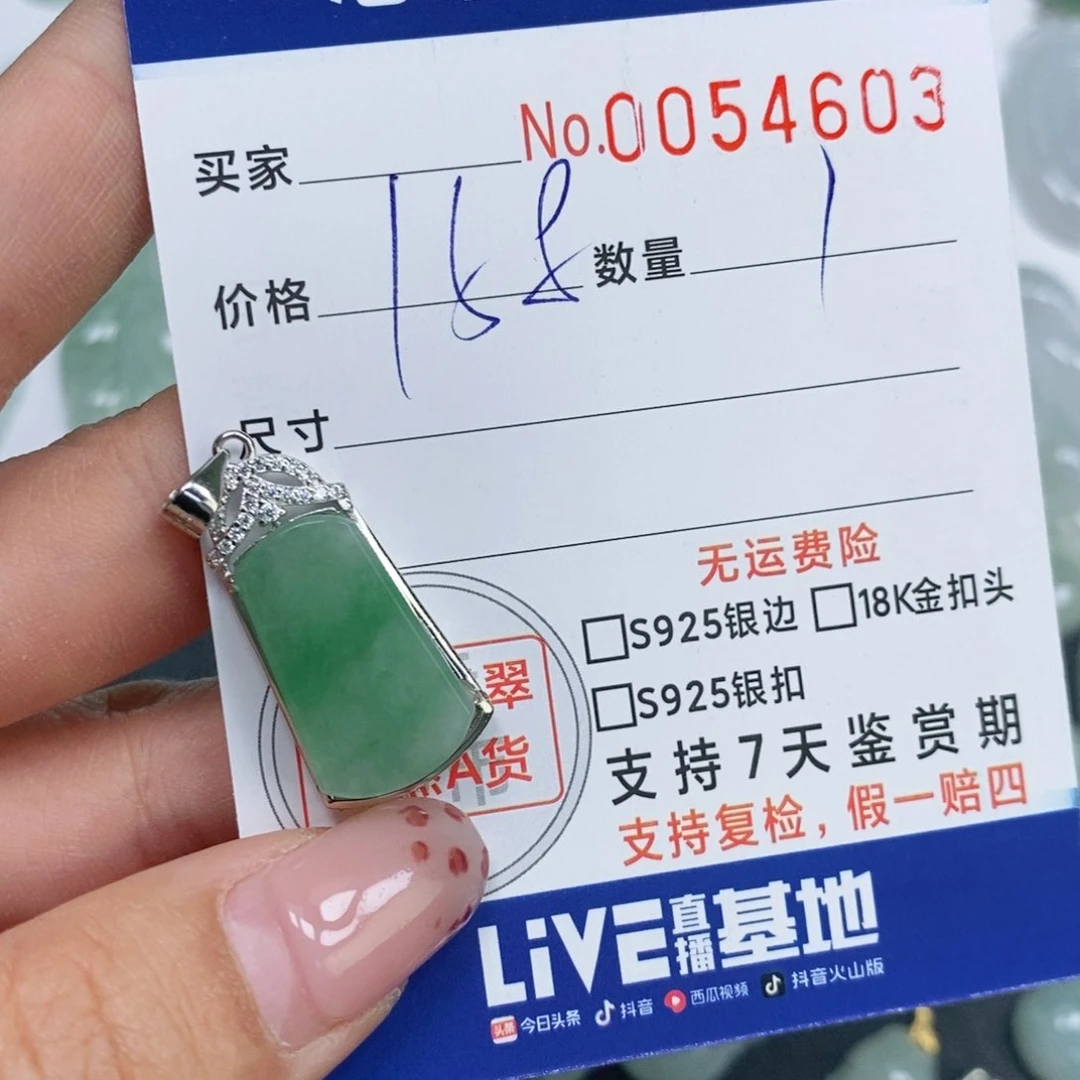 No.0054603
买家
价格 168 数量 1
尺寸
无运费险
□S925银边 □18K金扣头
□S925银扣
翠
A货
支持7天鉴赏期
支持复检，假一赔四
LiVE直播基地
头条 今日头条 抖音 西瓜视频 抖音火山版